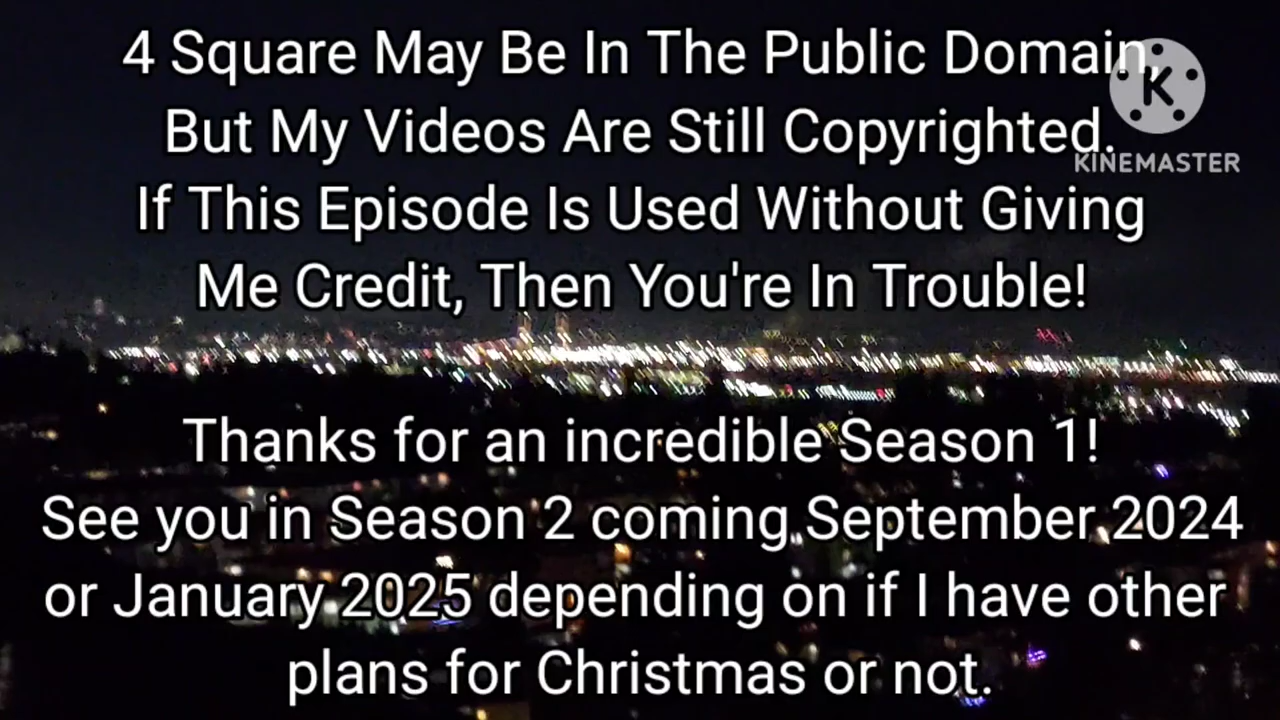 4 Square May Be In The Public Domain,
But My Videos Are Still Copyrighted.
If This Episode Is Used Without Giving
Me Credit, Then You're In Trouble!
Thanks for an incredible Season 1!
See you in Season 2 coming September 2024
or January 2025 depending on if I have other
plans for Christmas or not.
K
KINEMASTER